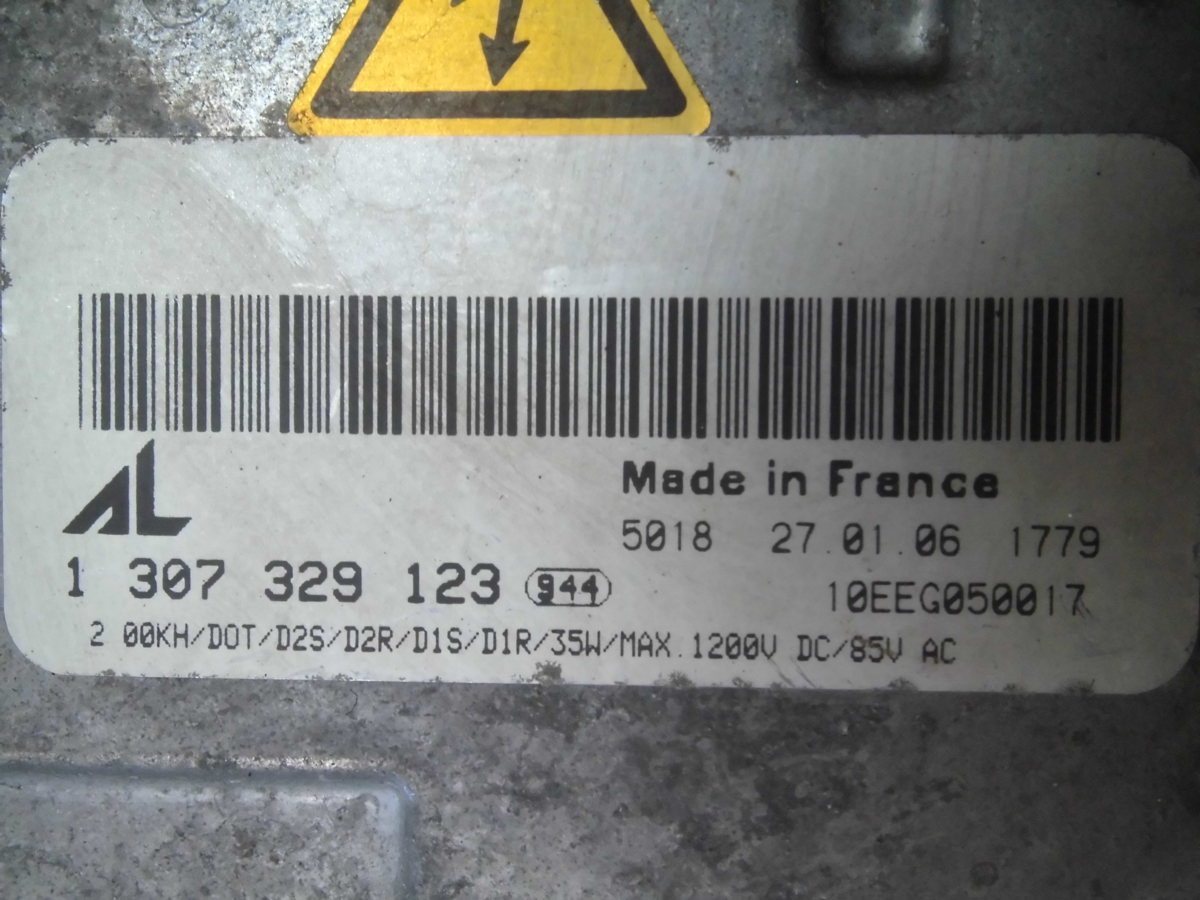 AL
Made in France
5018 27.01.06 1779
1 307 329 123 944
10EEG050017
2 00KH/DOT/D2S/D2R/D1S/D1R/35W/MAX.1200V DC/85V AC